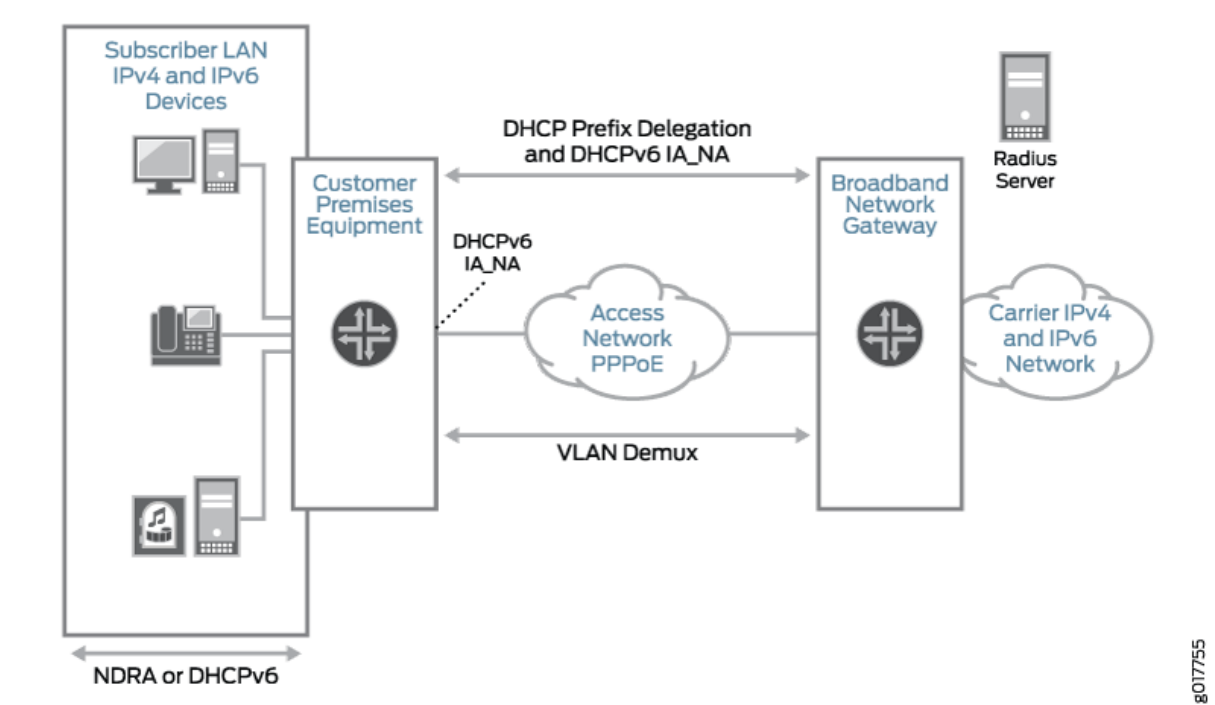 Subscriber LAN
IPv4 and IPv6
Devices
DHCP Prefix Delegation
and DHCPv6 IA_NA
Radius
Server
Customer
Premises
Equipment
Broadband
Network
Gateway
DHCPv6
IA_NA
Access
Network
PPPoE
Carrier IPv4
and IPv6
Network
VLAN Demux
NDRA or DHCPv6
g017755